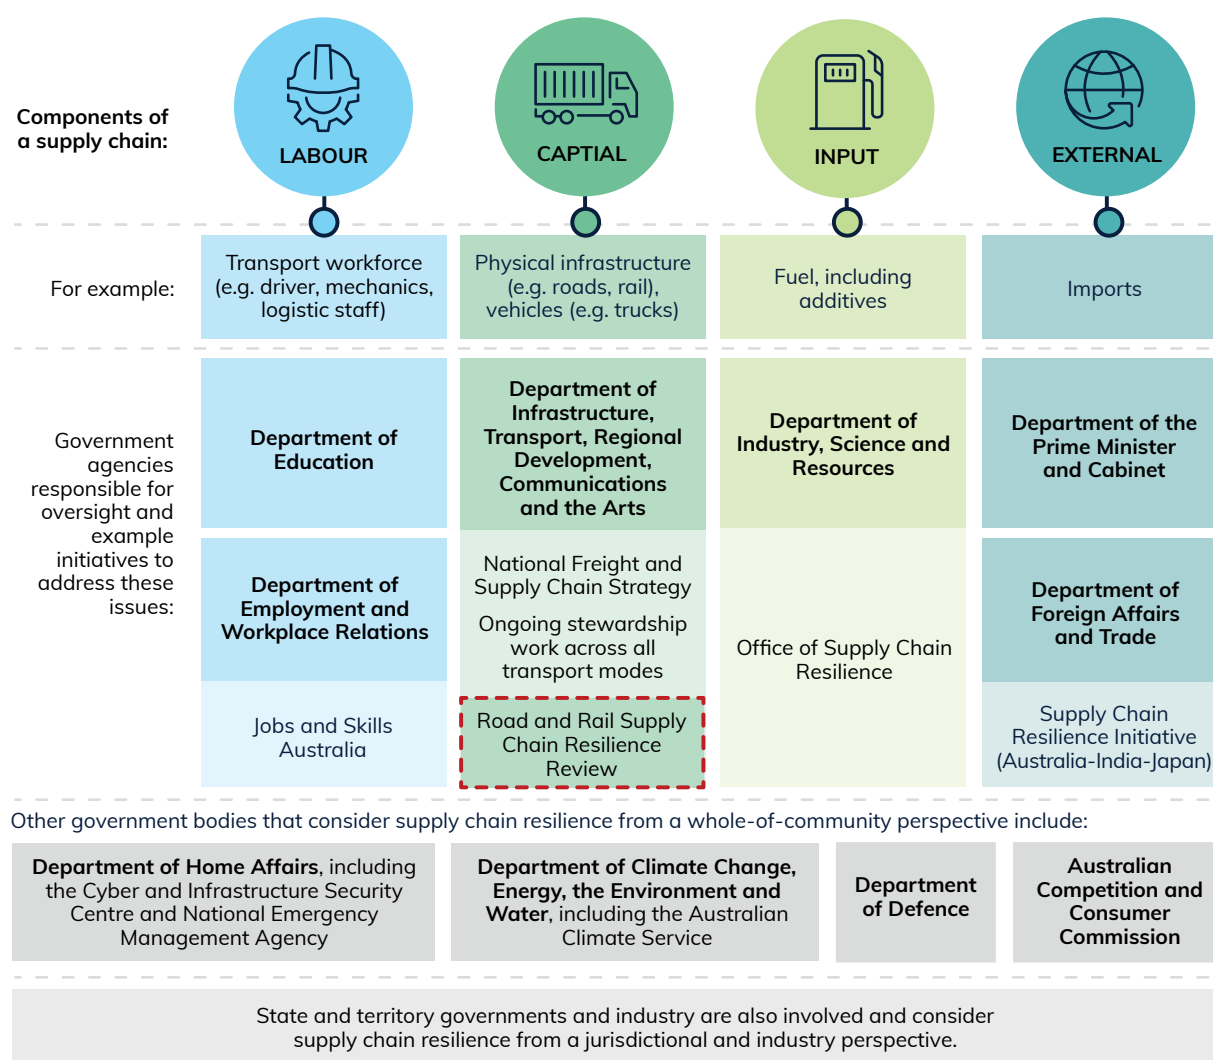 Components of
a supply chain:
LABOUR
CAPTIAL
INPUT
EXTERNAL
For example:
Transport workforce
(e.g. driver, mechanics,
logistic staff)
Physical infrastructure
(e.g. roads, rail),
vehicles (e.g. trucks)
Fuel, including
additives
Imports
Government
agencies
responsible for
oversight and
example
initiatives to
address these
issues:
Department of
Education
Department of
Employment and
Workplace Relations
Jobs and Skills
Australia
Department of
Infrastructure,
Transport, Regional
Development,
Communications
and the Arts
National Freight and
Supply Chain Strategy
Ongoing stewardship
work across all
transport modes
Road and Rail Supply
Chain Resilience
Review
Department of
Industry, Science and
Resources
Office of Supply Chain
Resilience
Department of the
Prime Minister
and Cabinet
Department of
Foreign Affairs
and Trade
Supply Chain
Resilience Initiative
(Australia-India-Japan)
Other government bodies that consider supply chain resilience from a whole-of-community perspective include:
Department of Home Affairs, including
the Cyber and Infrastructure Security
Centre and National Emergency
Management Agency
Department of Climate Change,
Energy, the Environment and
Water, including the Australian
Climate Service
Department
of Defence
Australian
Competition and
Consumer
Commission
State and territory governments and industry are also involved and consider
supply chain resilience from a jurisdictional and industry perspective.